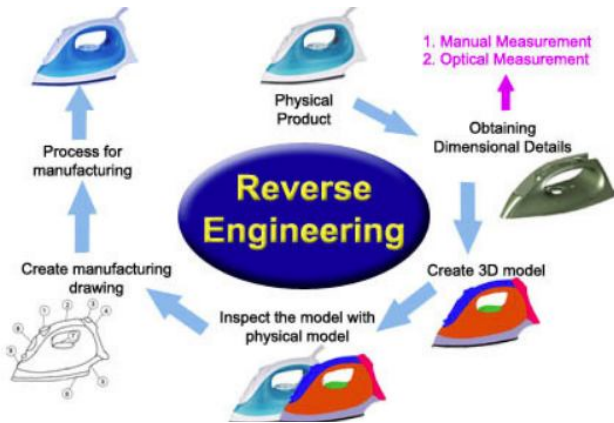 1. Manual Measurement
2. Optical Measurement
Physical
Product
Obtaining
Dimensional Details
Process for
manufacturing
Reverse
Engineering
Create manufacturing
drawing
Create 3D model
Inspect the model with
physical model